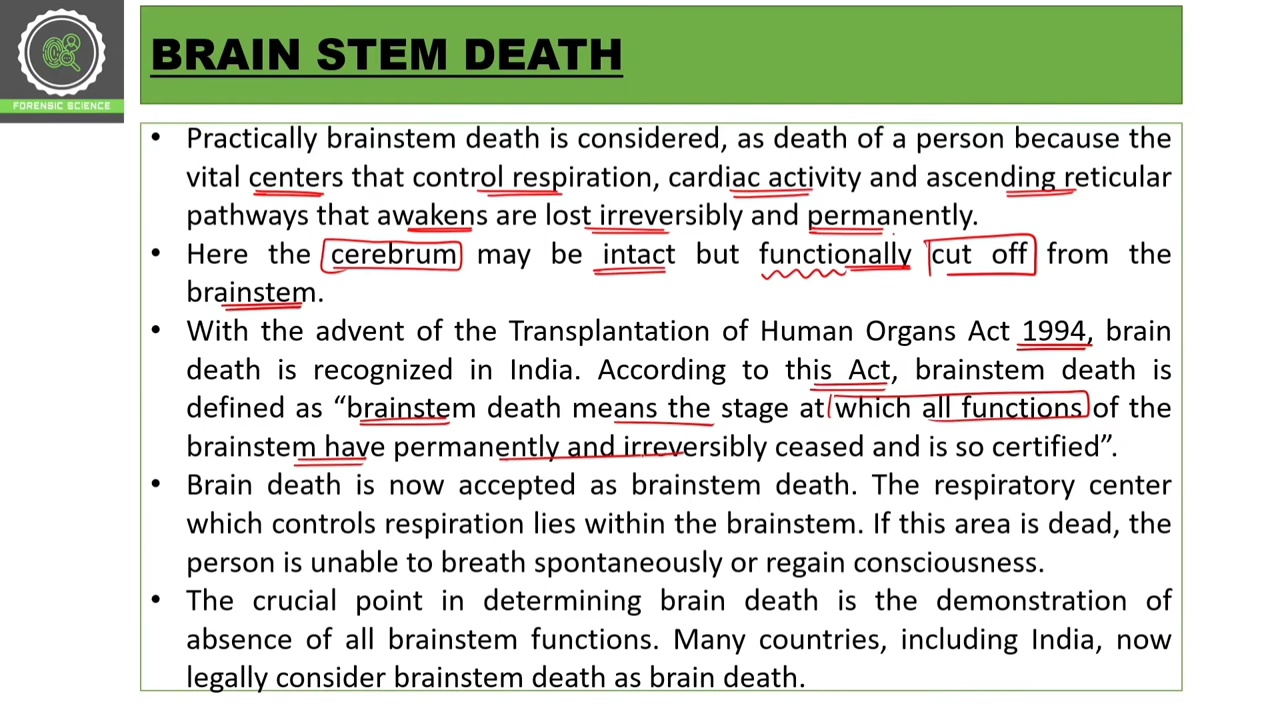 FORENSIC SCIENCE
BRAIN STEM DEATH
• Practically brainstem death is considered, as death of a person because the
vital centers that control respiration, cardiac activity and ascending reticular
pathways that awakens are lost irreversibly and permanently.
• Here the cerebrum may be intact but functionally cut off from the
brainstem.
• With the advent of the Transplantation of Human Organs Act 1994, brain
death is recognized in India. According to this Act, brainstem death is
defined as “brainstem death means the stage at which all functions of the
brainstem have permanently and irreversibly ceased and is so certified”.
• Brain death is now accepted as brainstem death. The respiratory center
which controls respiration lies within the brainstem. If this area is dead, the
person is unable to breath spontaneously or regain consciousness.
• The crucial point in determining brain death is the demonstration of
absence of all brainstem functions. Many countries, including India, now
legally consider brainstem death as brain death.